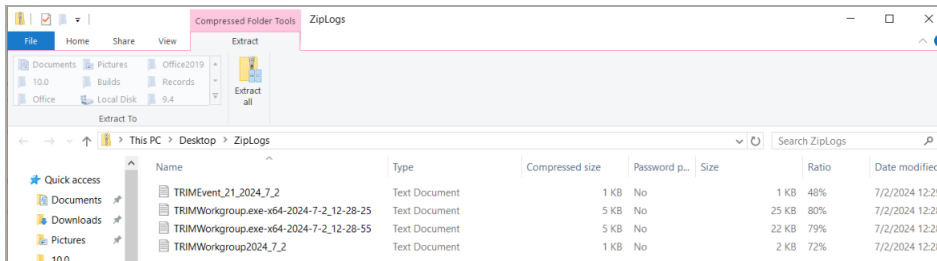 Compressed Folder Tools ZipLogs
File Home Share View Extract
Documents Pictures Office2019
10.0 Builds Records
Office Local Disk 9.4
Extract all
Extract To
This PC > Desktop > ZipLogs
Search ZipLogs
Name Type Compressed size Password p... Size Ratio Date modified
Quick access
Documents
Downloads
Pictures
10.0
TRIMEvent_21_2024_7_2 Text Document 1 KB No 1 KB 48% 7/2/2024 12:2
TRIMWorkgroup.exe-x64-2024-7-2_12-28-25 Text Document 5 KB No 25 KB 80% 7/2/2024 12:2
TRIMWorkgroup.exe-x64-2024-7-2_12-28-55 Text Document 5 KB No 22 KB 79% 7/2/2024 12:2
TRIMWorkgroup2024_7_2 Text Document 1 KB No 2 KB 72% 7/2/2024 12:2